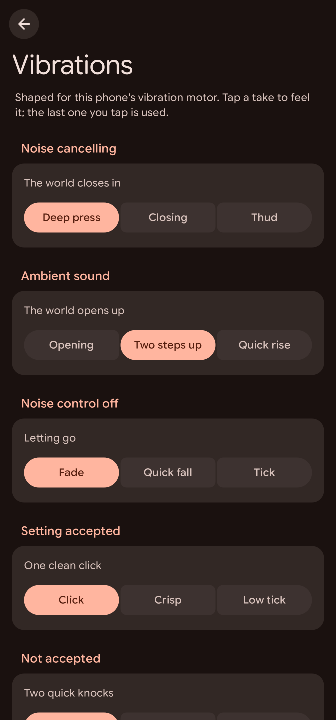 Vibrations
Shaped for this phone's vibration motor. Tap a take to feel
it; the last one you tap is used.
Noise cancelling
The world closes in
Deep press
Closing
Thud
Ambient sound
The world opens up
Opening
Two steps up
Quick rise
Noise control off
Letting go
Fade
Quick fall
Tick
Setting accepted
One clean click
Click
Crisp
Low tick
Not accepted
Two quick knocks